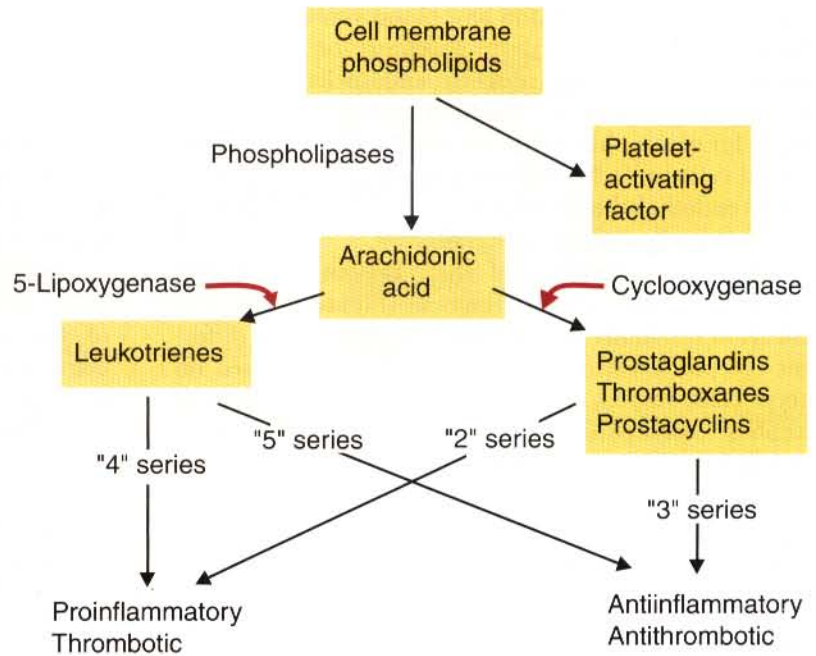 Cell membrane
phospholipids
Phospholipases
Platelet-
activating
factor
Arachidonic
acid
5-Lipoxygenase
Cyclooxygenase
Leukotrienes
Prostaglandins
Thromboxanes
Prostacyclins
"4" series
"5" series
"2" series
"3" series
Proinflammatory
Thrombotic
Antiinflammatory
Antithrombotic